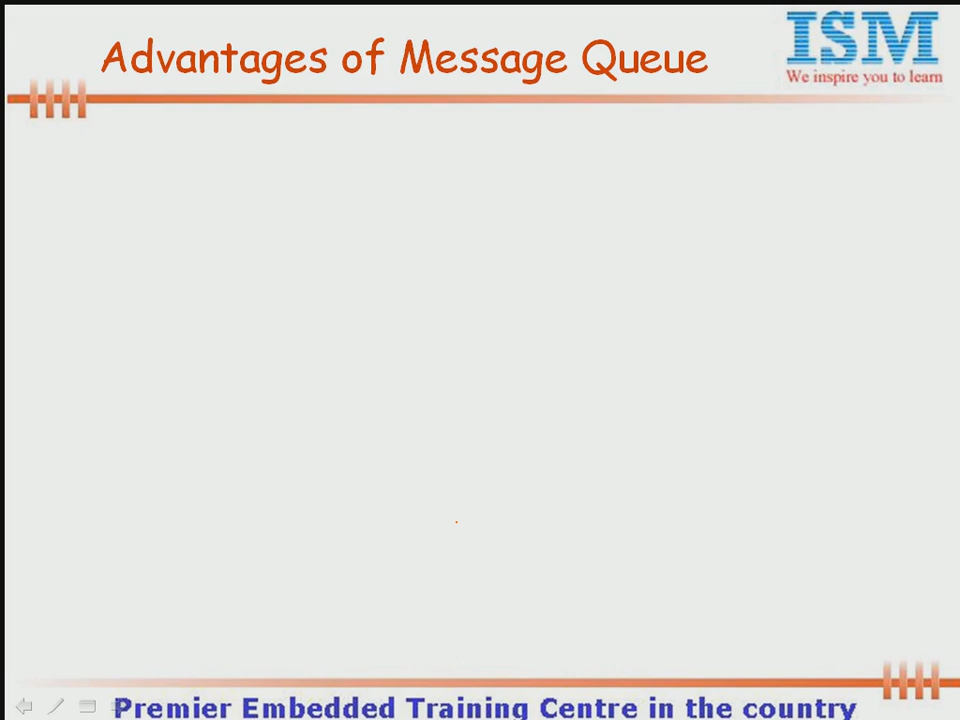 Advantages of Message Queue
ISM
We inspire you to learn
Premier Embedded Training Centre in the country